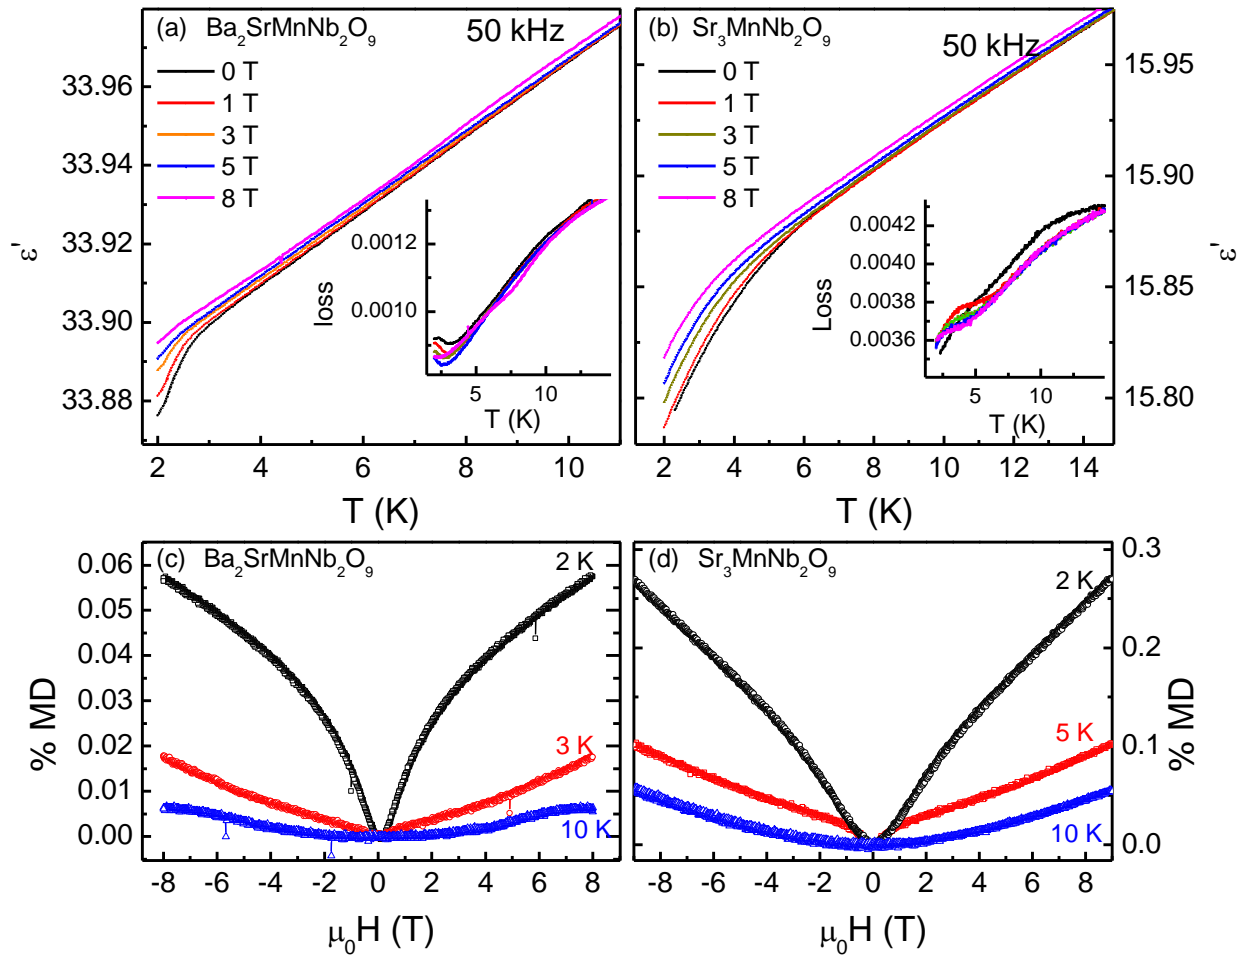 (a) Ba2SrMnNb2O9
50 kHz
0 T
1 T
3 T
5 T
8 T
33.96
33.94
33.92
33.90
33.88
ε'
2 4 6 8 10
T (K)
0.0012
0.0010
loss
5 10
T (K)
(b) Sr3MnNb2O9
50 kHz
0 T
1 T
3 T
5 T
8 T
15.95
15.90
15.85
15.80
ε'
2 4 6 8 10 12 14
T (K)
0.0042
0.0040
0.0038
0.0036
Loss
5 10
T (K)
(c) Ba2SrMnNb2O9
2 K
3 K
10 K
0.06
0.05
0.04
0.03
0.02
0.01
0.00
% MD
-8 -6 -4 -2 0 2 4 6 8
μ0H (T)
(d) Sr3MnNb2O9
2 K
5 K
10 K
0.3
0.2
0.1
0.0
% MD
-8 -6 -4 -2 0 2 4 6 8
μ0H (T)